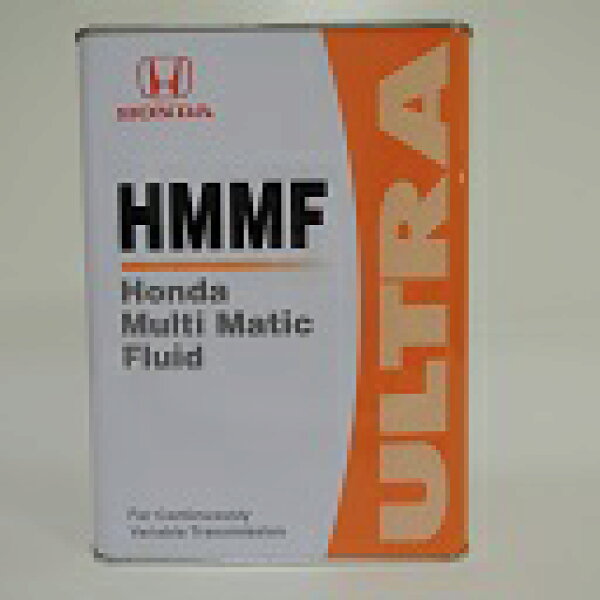 HONDA
HMMF
Honda
Multi Matic
Fluid
For Continuously
Variable Transmission
ULTRA